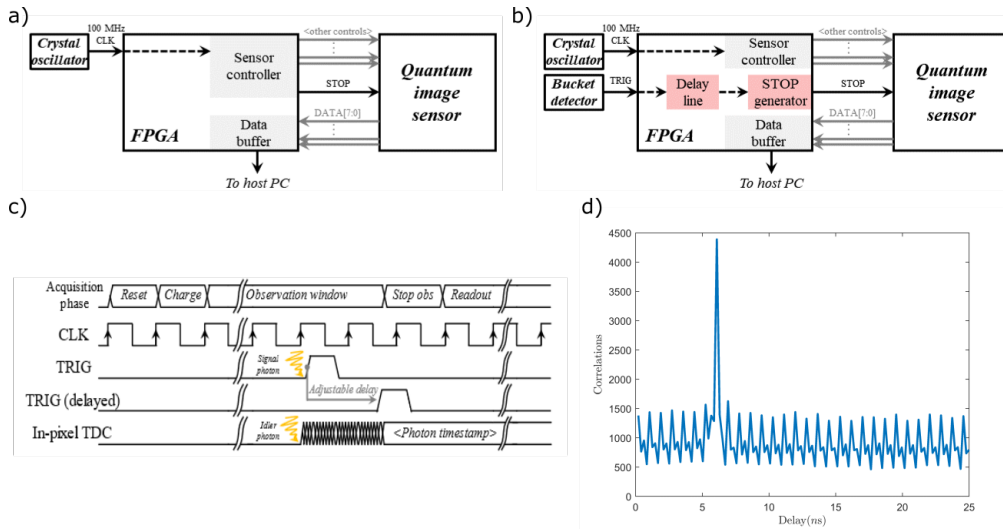 a)
100 MHz
CLK
Crystal
oscillator
Sensor
controller
<other controls>
STOP
DATA[7:0]
FPGA
Data
buffer
Quantum
image
sensor
To host PC
b)
100 MHz
CLK
Crystal
oscillator
Bucket
detector
TRIG
Delay
line
Sensor
controller
STOP
generator
<other controls>
STOP
DATA[7:0]
FPGA
Data
buffer
Quantum
image
sensor
To host PC
c)
Acquisition
phase
Reset
Charge
Observation window
Stop obs
Readout
CLK
TRIG
Signal
photon
Adjustable delay
TRIG (delayed)
In-pixel TDC
Idler
photon
<Photon timestamp>
d)
4500
4000
3500
3000
2500
2000
1500
1000
500
0
Correlations
0
5
10
15
20
25
Delay(ns)